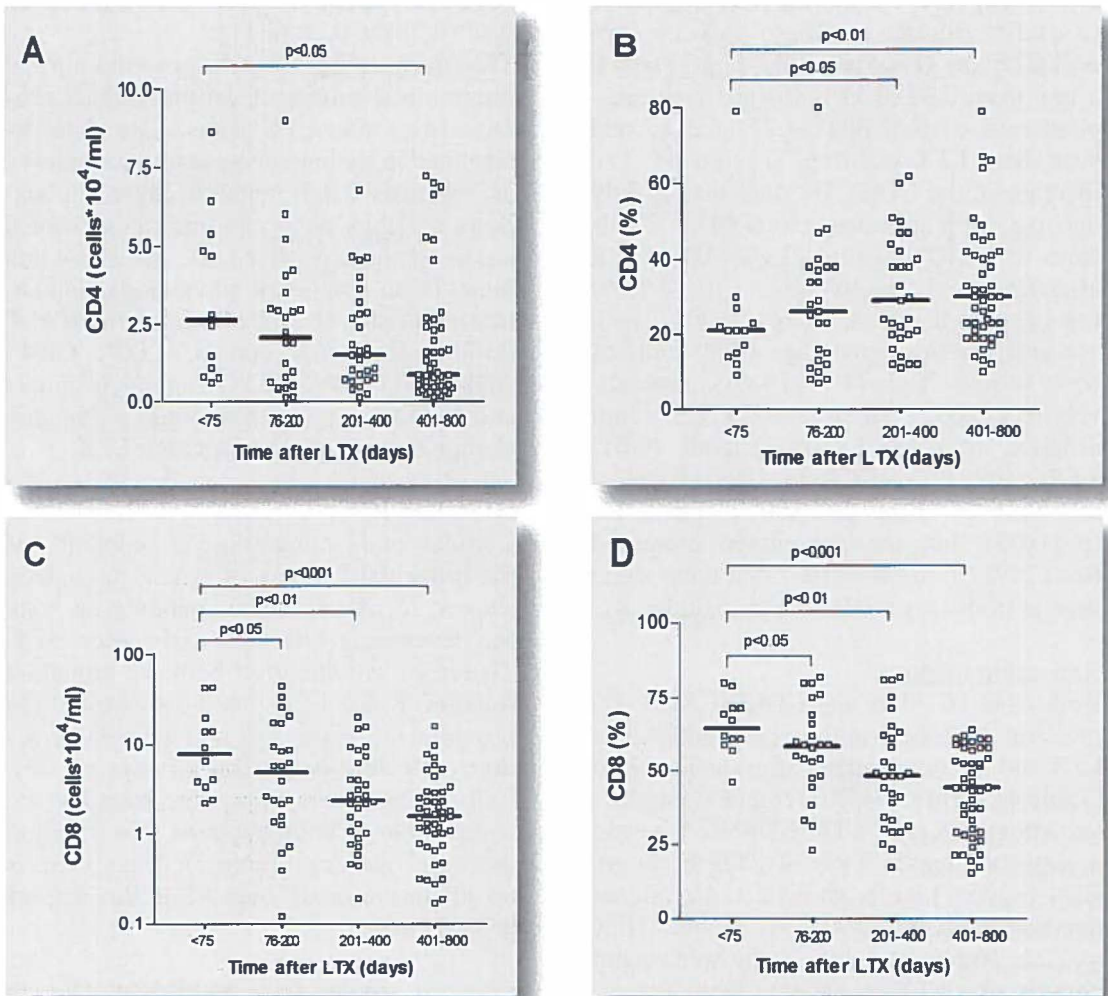 A
p<0.05
CD4 (cells*10⁴/ml)
10.0
7.5
5.0
2.5
0.0
<75
76-200
201-400
401-800
Time after LTX (days)
B
p<0.01
p<0.05
CD4 (%)
80
60
40
20
0
<75
76-200
201-400
401-800
Time after LTX (days)
C
p<0001
p<0.01
p<0.05
CD8 (cells*10⁴/ml)
100
10
1
0.1
<75
76-200
201-400
401-800
Time after LTX (days)
D
p<0001
p<0.01
p<0.05
CD8 (%)
100
75
50
25
0
<75
76-200
201-400
401-800
Time after LTX (days)